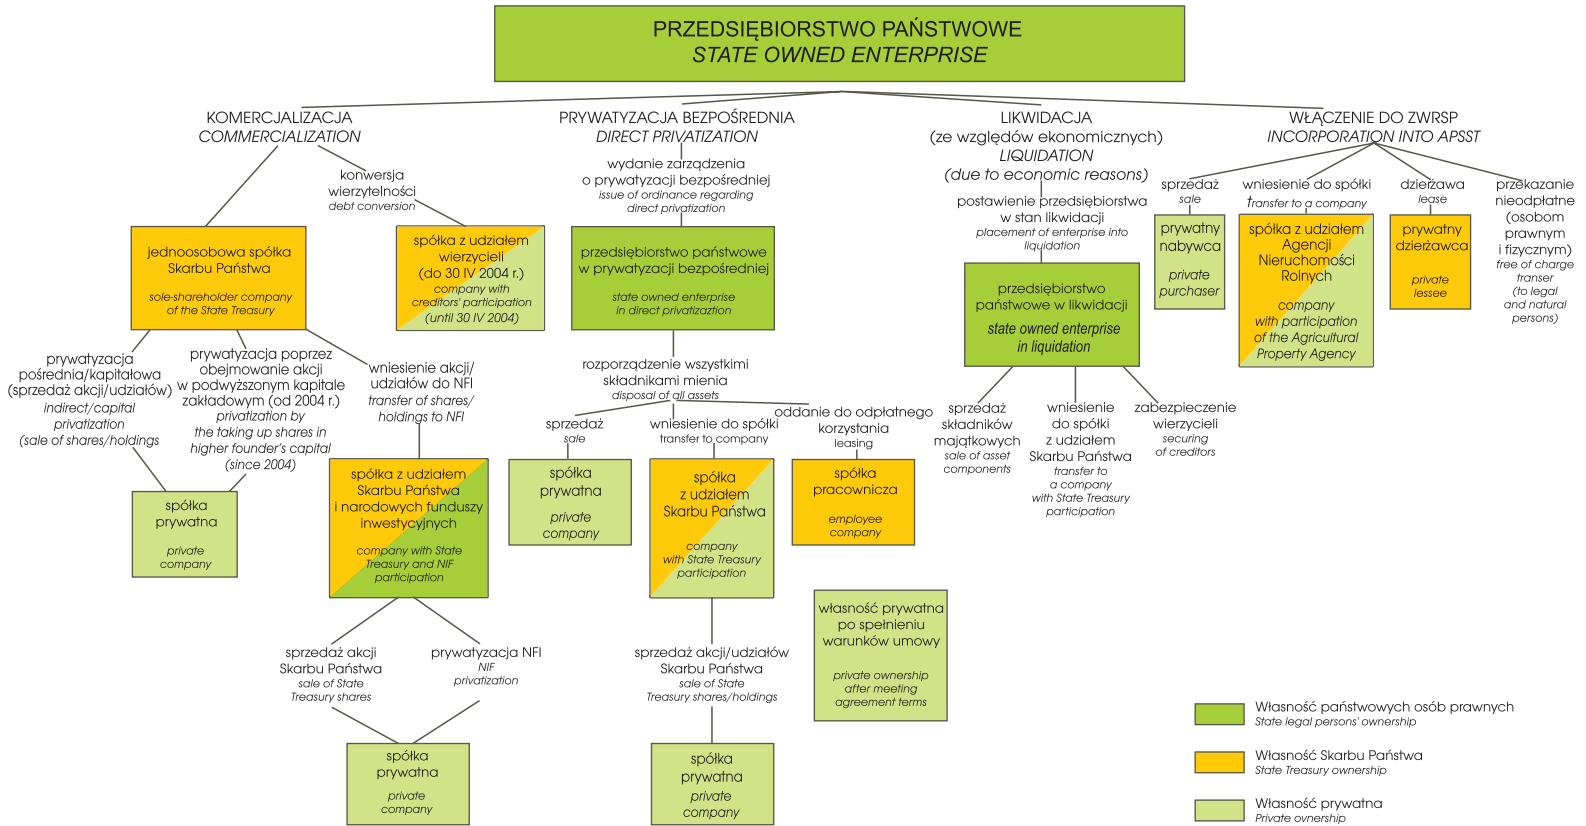 PRZEDSIĘBIORSTWO PAŃSTWOWE
STATE OWNED ENTERPRISE
KOMERCJALIZACJA
COMMERCIALIZATION
konwersja
wierzytelności
debt conversion
jednoosobowa spółka
Skarbu Państwa
sole-shareholder company
of the State Treasury
spółka z udziałem
wierzycieli
(do 30 IV 2004 r.)
company with
creditors' participation
(until 30 IV 2004)
prywatyzacja
pośrednia/kapitałowa
(sprzedaż akcji/udziałów)
indirect/capital
privatization
(sale of shares/holdings
prywatyzacja poprzez
obejmowanie akcji
w podwyższonym kapitale
zakładowym (od 2004 r.)
privatization by
the taking up shares in
higher founder's capital
(since 2004)
wniesienie akcji/
udziałów do NFI
transfer of shares/
holdings to NFI
spółka
prywatna
private
company
spółka z udziałem
Skarbu Państwa
i narodowych funduszy
inwestycyjnych
company with State
Treasury and NIF
participation
sprzedaż akcji
Skarbu Państwa
sale of State
Treasury shares
prywatyzacja NFI
NIF
privatization
spółka
prywatna
private
company
PRYWATYZACJA BEZPOŚREDNIA
DIRECT PRIVATIZATION
wydanie zarządzenia
o prywatyzacji bezpośredniej
issue of ordinance regarding
direct privatization
przedsiębiorstwo państwowe
w prywatyzacji bezpośredniej
state owned enterprise
in direct privatizaztion
rozporządzenie wszystkimi
składnikami mienia
disposal of all assets
sprzedaż
sale
wniesienie do spółki
transfer to company
oddanie do odpłatnego
korzystania
leasing
spółka
prywatna
private
company
spółka
z udziałem
Skarbu Państwa
company
with State Treasury
participation
spółka
pracownicza
employee
company
sprzedaż akcji/udziałów
Skarbu Państwa
sale of State
Treasury shares/holdings
własność prywatna
po spełnieniu
warunków umowy
private ownership
after meeting
agreement terms
spółka
prywatna
private
company
LIKWIDACJA
(ze względów ekonomicznych)
LIQUIDATION
(due to economic reasons)
postawienie przedsiębiorstwa
w stan likwidacji
placement of enterprise into
liquidation
przedsiębiorstwo
państwowe w likwidacji
state owned enterprise
in liquidation
sprzedaż
składników
majątkowych
sale of asset
components
wniesienie
do spółki
z udziałem
Skarbu Państwa
transfer to
a company
with State Treasury
participation
zabezpieczenie
wierzycieli
securing
of creditors
WŁĄCZENIE DO ZWRSP
INCORPORATION INTO APSST
sprzedaż
sale
wniesienie do spółki
transfer to a company
dzierżawa
lease
przekazanie
nieodpłatne
(osobom
prawnym
i fizycznym)
free of charge
transer
(to legal
and natural
persons)
prywatny
nabywca
private
purchaser
spółka z udziałem
Agencji
Nieruchomości
Rolnych
company
with participation
of the Agricultural
Property Agency
prywatny
dzierżawca
private
lessee
Własność państwowych osób prawnych
State legal persons' ownership
Własność Skarbu Państwa
State Treasury ownership
Własność prywatna
Private ownership